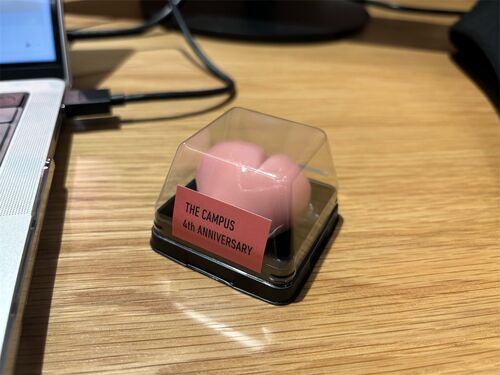 THE CAMPUS
4th ANNIVERSARY